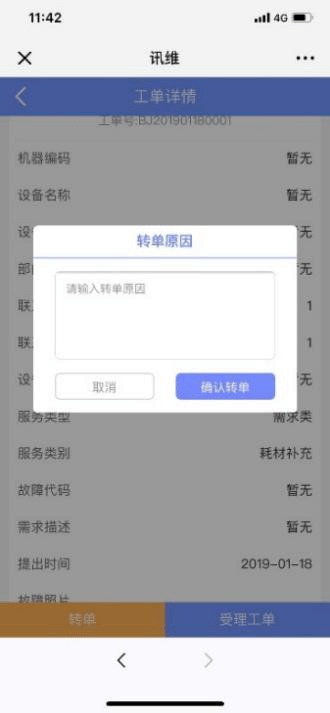 11:42
4G
讯维
工单详情
工单号:BJ201901180001
机器编码 暂无
设备名称 暂无
设 无
转单原因
部 无
请输入转单原因
联 1
联 1
取消 确认转单
设 无
服务类型 需求类
服务类别 耗材补充
故障代码 暂无
需求描述 暂无
提出时间 2019-01-18
故障照片
转单 受理工单